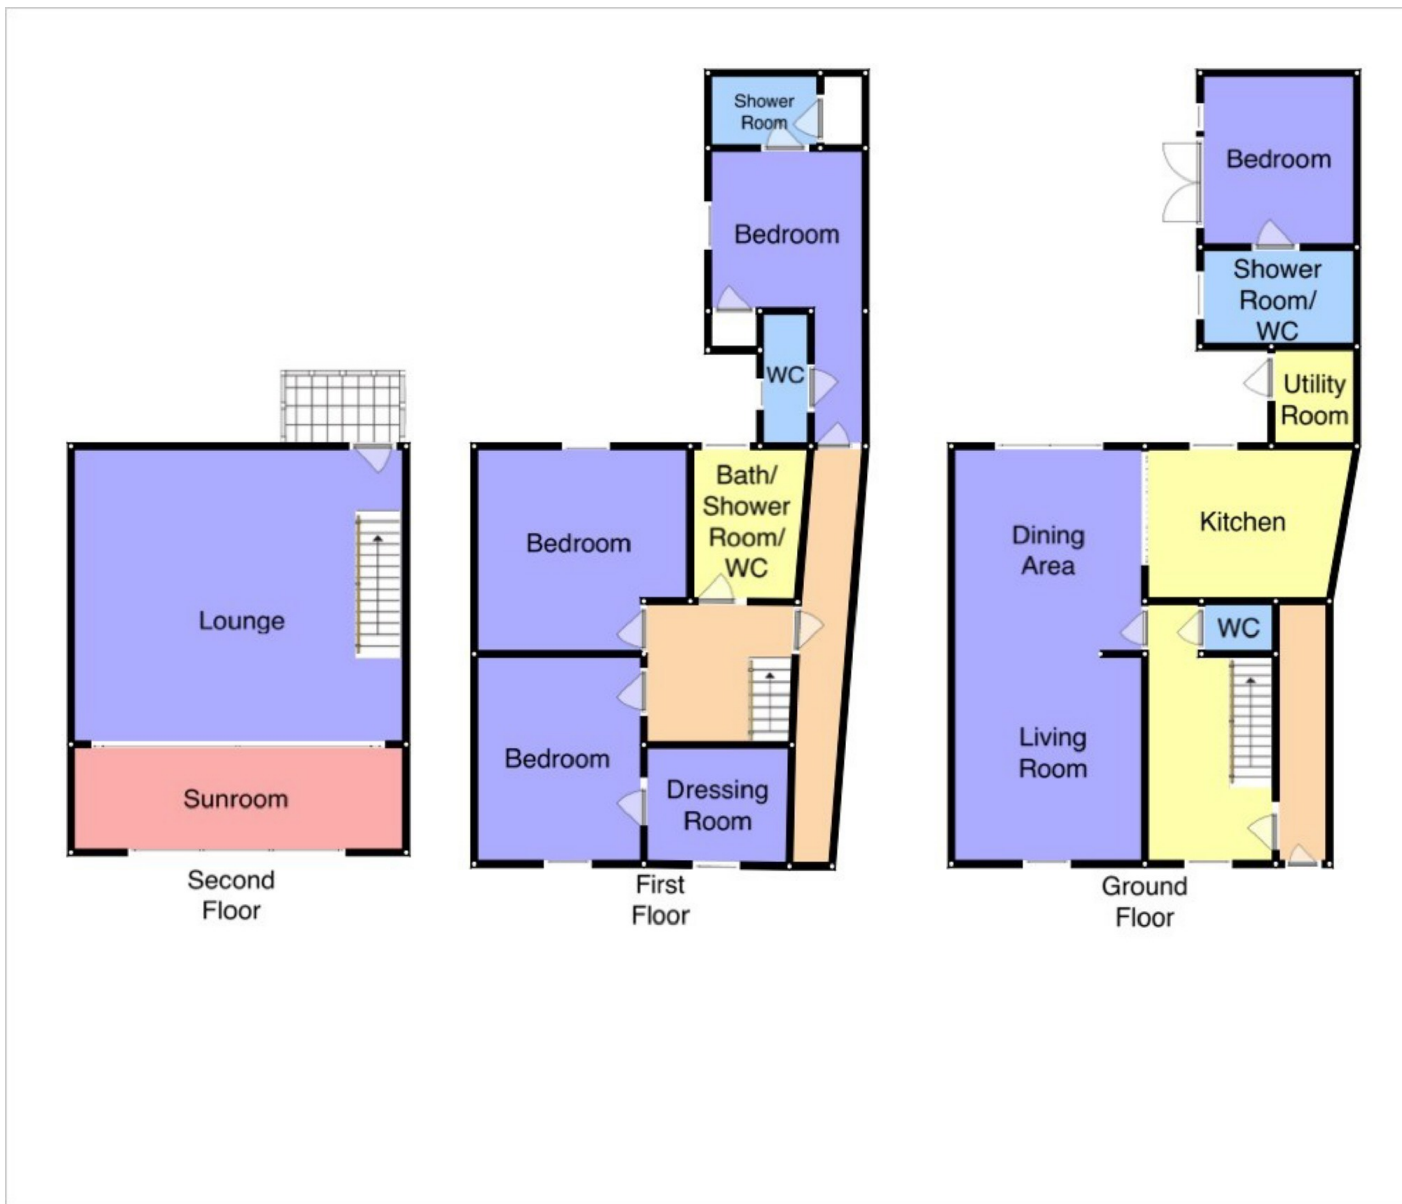 Lounge
Sunroom
Second
Floor
Shower
Room
Bedroom
WC
Bath/
Shower
Room/
WC
Bedroom
Bedroom
Dressing
Room
First
Floor
Bedroom
Shower
Room/
WC
Utility
Room
Kitchen
Dining
Area
WC
Living
Room
Ground
Floor